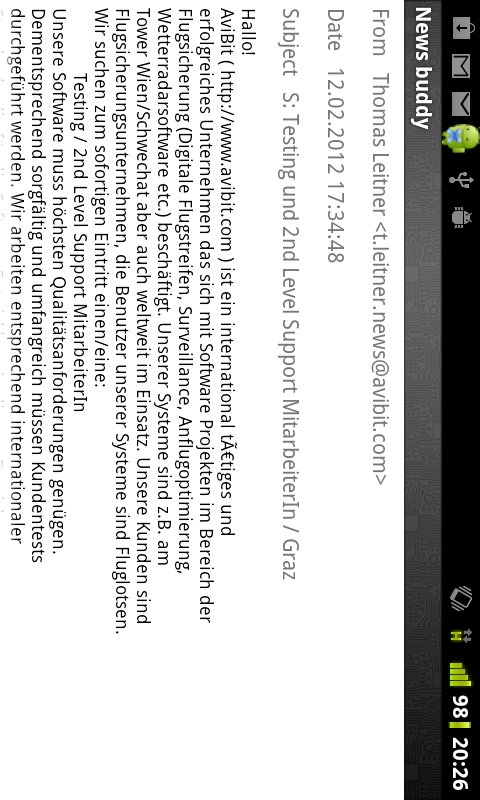 98 20:26
News buddy
From Thomas Leitner <t.leitner.news@avibit.com>
Date 12.02.2012 17:34:48
Subject S: Testing und 2nd Level Support MitarbeiterIn / Graz
Hallo!
AviBit ( http://www.avibit.com ) ist ein international tÃ€tiges und
erfolgreiches Unternehmen das sich mit Software Projekten im Bereich der
Flugsicherung (Digitale Flugstreifen, Surveillance, Anflugoptimierung,
Wetterradarsoftware etc.) beschäftigt. Unserer Systeme sind z.B. am
Tower Wien/Schwechat aber auch weltweit im Einsatz. Unsere Kunden sind
Flugsicherungsunternehmen, die Benutzer unserer Systeme sind Fluglotsen.
Wir suchen zum sofortigen Eintritt einen/eine:
Testing / 2nd Level Support MitarbeiterIn
Unsere Software muss höchsten Qualitätsanforderungen genügen.
Dementsprechend sorgfältig und umfangreich müssen Kundentests
durchgeführt werden. Wir arbeiten entsprechend internationaler